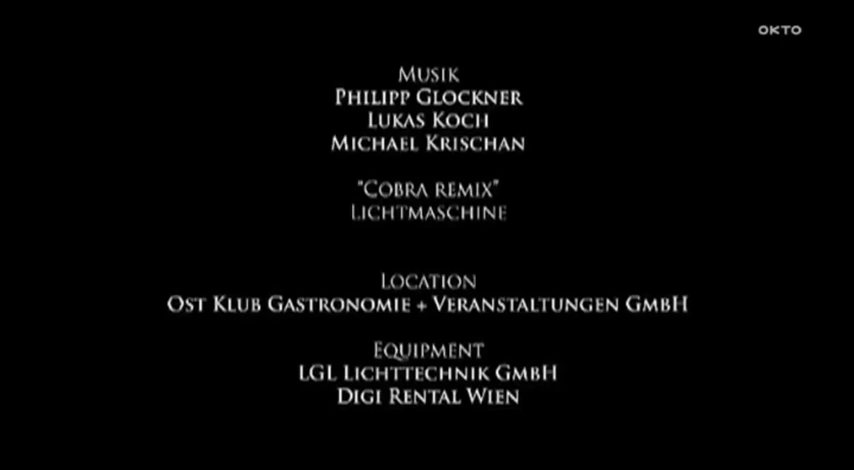 OKTO
MUSIK
PHILIPP GLOCKNER
LUKAS KOCH
MICHAEL KRISCHAN
"COBRA REMIX"
LICHTMASCHINE
LOCATION
OST KLUB GASTRONOMIE + VERANSTALTUNGEN GMBH
EQUIPMENT
LGL LICHTTECHNIK GMBH
DIGI RENTAL WIEN